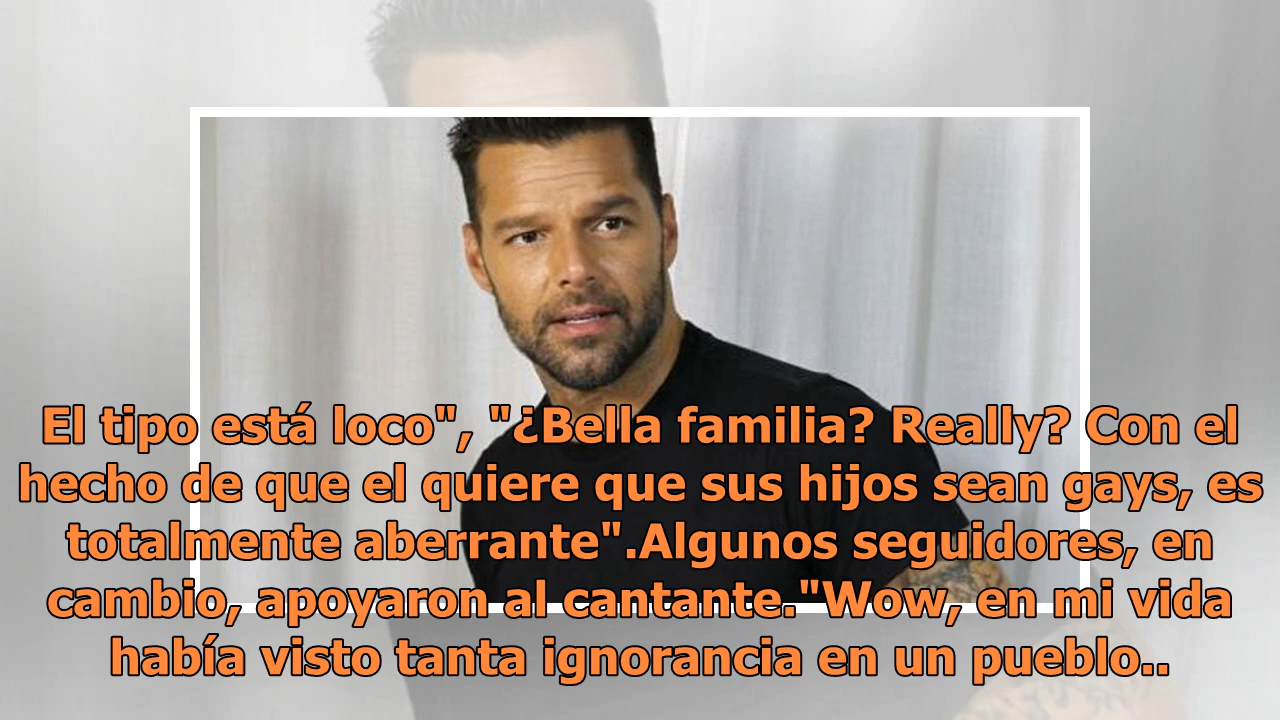 El tipo está loco", "¿Bella familia? Really? Con el
hecho de que el quiere que sus hijos sean gays, es
totalmente aberrante".Algunos seguidores, en
cambio, apoyaron al cantante."Wow, en mi vida
había visto tanta ignorancia en un pueblo..